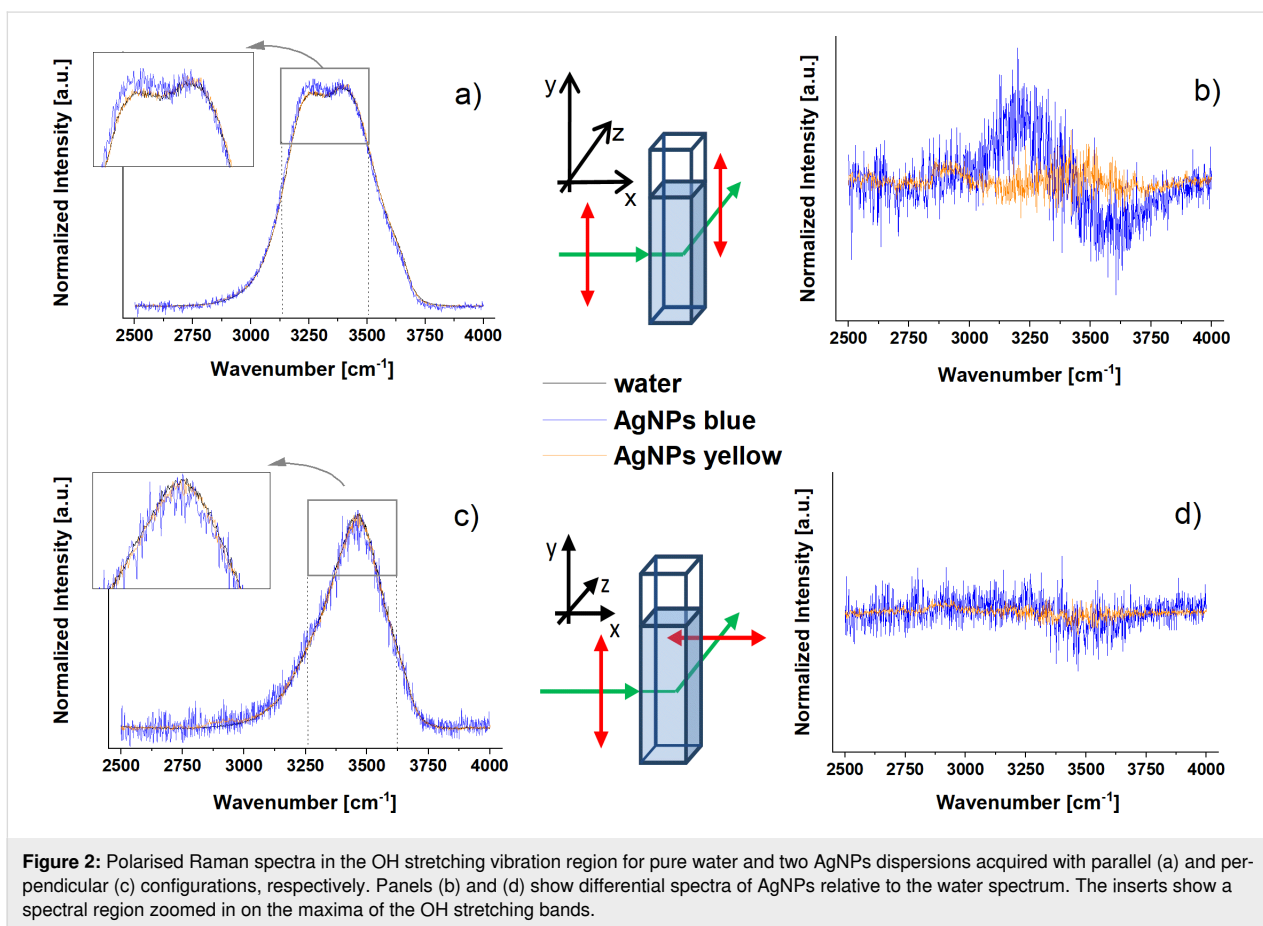 Normalized Intensity [a.u.]
a)
2500 2750 3000 3250 3500 3750 4000
Wavenumber [cm-1]
y
z
x
Normalized Intensity [a.u.]
b)
2500 2750 3000 3250 3500 3750 4000
Wavenumber [cm-1]
water
AgNPs blue
AgNPs yellow
Normalized Intensity [a.u.]
c)
2500 2750 3000 3250 3500 3750 4000
Wavenumber [cm-1]
y
z
x
Normalized Intensity [a.u.]
d)
2500 2750 3000 3250 3500 3750 4000
Wavenumber [cm-1]
Figure 2: Polarised Raman spectra in the OH stretching vibration region for pure water and two AgNPs dispersions acquired with parallel (a) and per-
pendicular (c) configurations, respectively. Panels (b) and (d) show differential spectra of AgNPs relative to the water spectrum. The inserts show a
spectral region zoomed in on the maxima of the OH stretching bands.